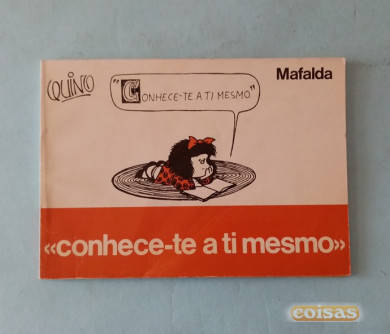 QUINO
Mafalda
"CONHECE-TE A TI MESMO"
«conhece-te a ti mesmo»
coisas